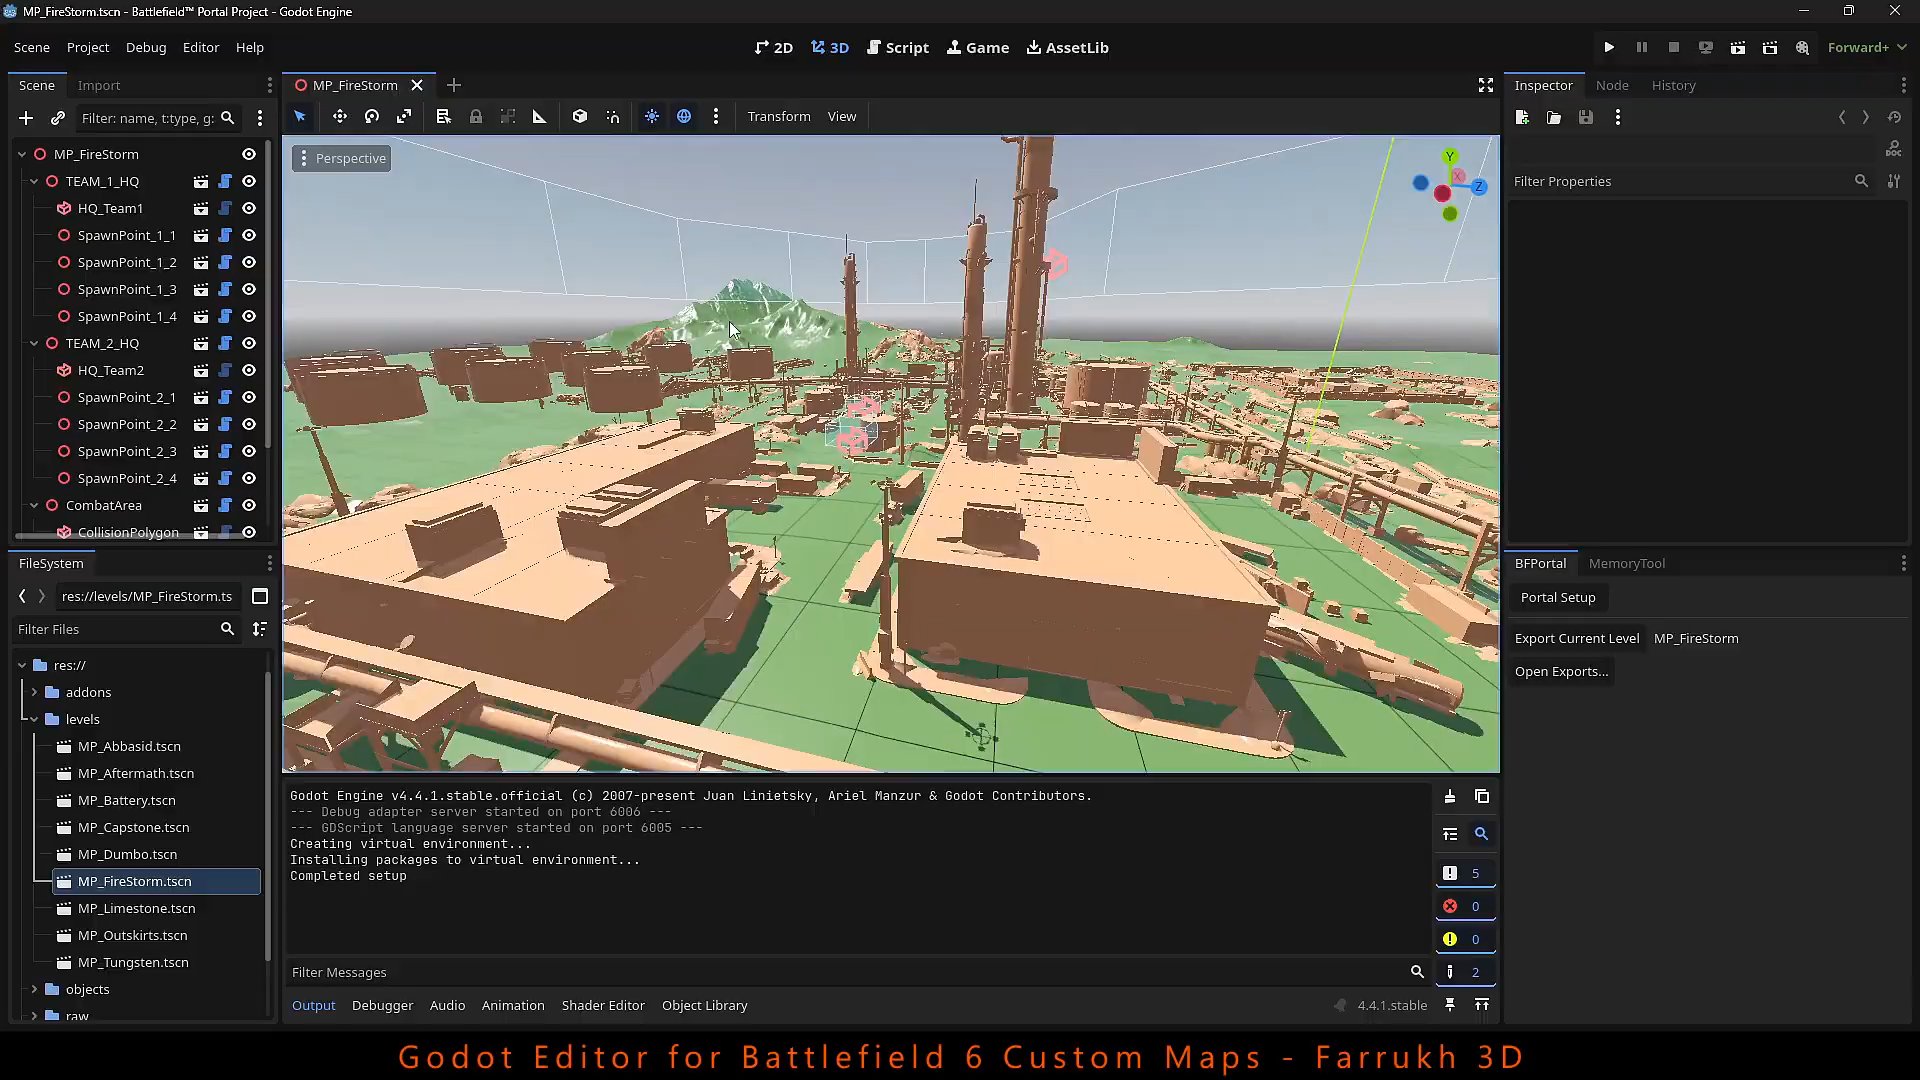 MP_FireStorm.tscn - Battlefield™ Portal Project - Godot Engine
Scene Project Debug Editor Help
2D 3D Script Game AssetLib
Forward+
Scene Import
MP_FireStorm
Inspector Node History
Filter: name, t:type, g:
Transform View
MP_FireStorm
TEAM_1_HQ
HQ_Team1
SpawnPoint_1_1
SpawnPoint_1_2
SpawnPoint_1_3
SpawnPoint_1_4
TEAM_2_HQ
HQ_Team2
SpawnPoint_2_1
SpawnPoint_2_2
SpawnPoint_2_3
SpawnPoint_2_4
CombatArea
CollisionPolygon
Perspective
Y
X
Z
Filter Properties
FileSystem
res://levels/MP_FireStorm.ts
Filter Files
res://
addons
levels
MP_Abbasid.tscn
MP_Aftermath.tscn
MP_Battery.tscn
MP_Capstone.tscn
MP_Dumbo.tscn
MP_FireStorm.tscn
MP_Limestone.tscn
MP_Outskirts.tscn
MP_Tungsten.tscn
objects
raw
BFPortal MemoryTool
Portal Setup
Export Current Level MP_FireStorm
Open Exports...
Godot Engine v4.4.1.stable.official (c) 2007-present Juan Linietsky, Ariel Manzur & Godot Contributors.
--- Debug adapter server started on port 6006 ---
--- GDScript language server started on port 6005 ---
Creating virtual environment...
Installing packages to virtual environment...
Completed setup
5
0
0
2
Filter Messages
Output Debugger Audio Animation Shader Editor Object Library
4.4.1.stable
Godot Editor for Battlefield 6 Custom Maps - Farrukh 3D